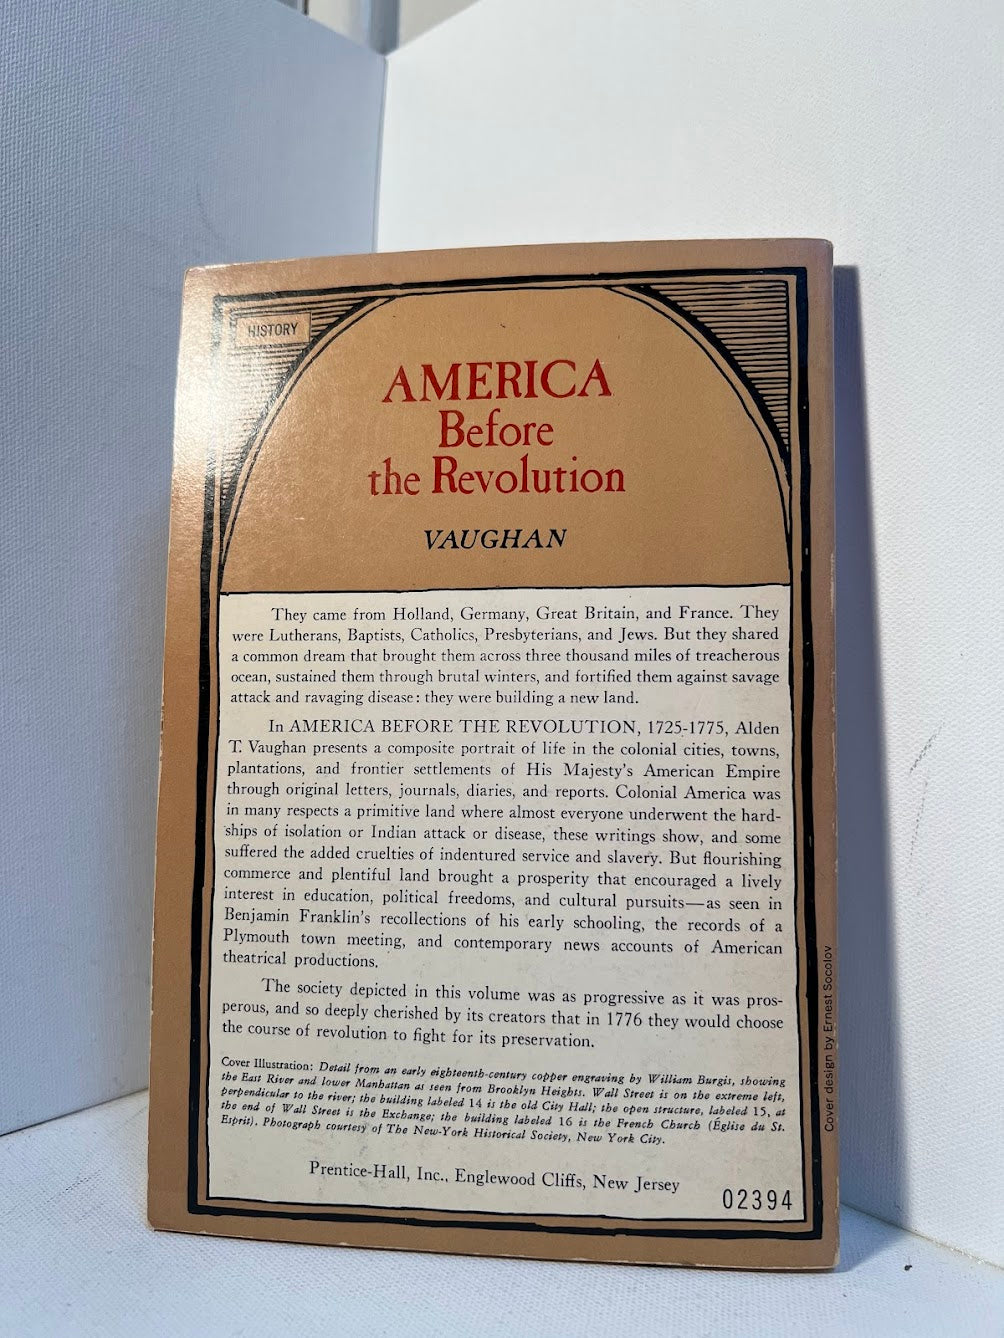 HISTORY
AMERICA
Before
the Revolution
VAUGHAN
They came from Holland, Germany, Great Britain, and France. They
were Lutherans, Baptists, Catholics, Presbyterians, and Jews. But they shared
a common dream that brought them across three thousand miles of treacherous
ocean, sustained them through brutal winters, and fortified them against savage
attack and ravaging disease: they were building a new land.
In AMERICA BEFORE THE REVOLUTION, 1725-1775, Alden
T. Vaughan presents a composite portrait of life in the colonial cities, towns,
plantations, and frontier settlements of His Majesty's American Empire
through original letters, journals, diaries, and reports. Colonial America was
in many respects a primitive land where almost everyone underwent the hard-
ships of isolation or Indian attack or disease, these writings show, and some
suffered the added cruelties of indentured service and slavery. But flourishing
commerce and plentiful land brought a prosperity that encouraged a lively
interest in education, political freedoms, and cultural pursuits—as seen in
Benjamin Franklin's recollections of his early schooling, the records of a
Plymouth town meeting, and contemporary news accounts of American
theatrical productions.
The society depicted in this volume was as progressive as it was pros-
perous, and so deeply cherished by its creators that in 1776 they would choose
the course of revolution to fight for its preservation.
Cover Illustration: Detail from an early eighteenth-century copper engraving by William Burgis, showing
the East River and lower Manhattan as seen from Brooklyn Heights. Wall Street is on the extreme left,
perpendicular to the river; the building labeled 14 is the old City Hall; the open structure, labeled 15, at
the end of Wall Street is the Exchange; the building labeled 16 is the French Church (Église du St.
Esprit). Photograph courtesy of The New-York Historical Society, New York City.
Prentice-Hall, Inc., Englewood Cliffs, New Jersey
02394
Cover design by Ernest Socolov